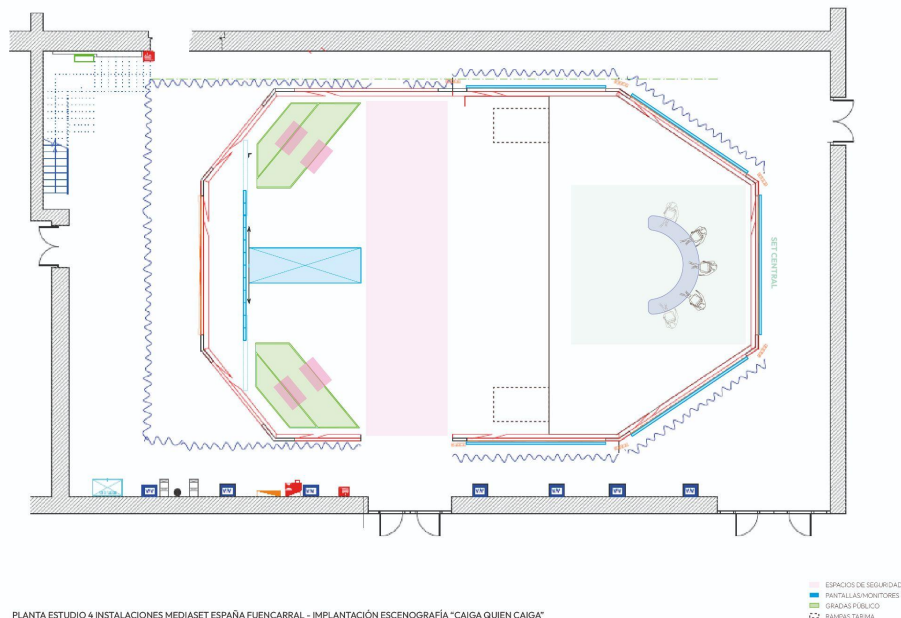 SET CENTRAL
ESPACIOS DE SEGURIDAD
PANTALLAS/MONITORES
GRADAS PÚBLICO
RAMPAS TARIMA
PLANTA ESTUDIO 4 INSTALACIONES MEDIASET ESPAÑA FUENCARRAL - IMPLANTACIÓN ESCENOGRAFÍA "CAIGA QUIEN CAIGA"